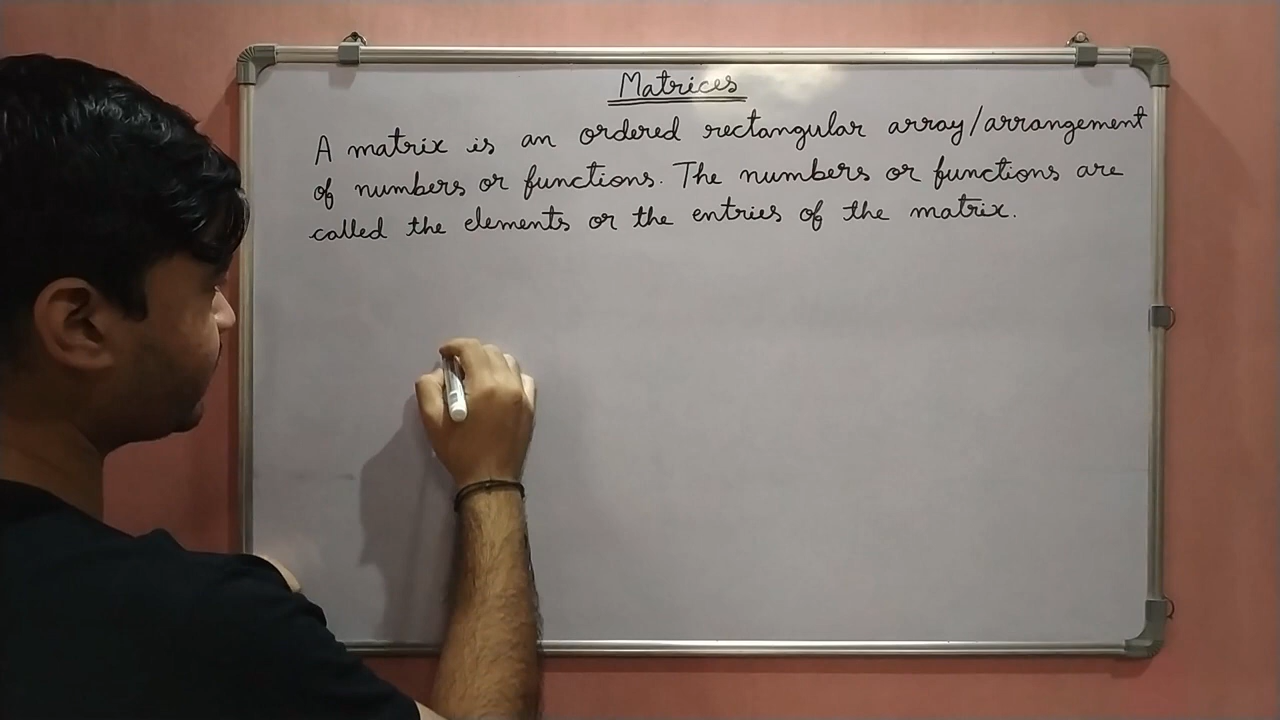 Matrices
A matrix is an ordered rectangular array/arrangement
of numbers or functions. The numbers or functions are
called the elements or the entries of the matrix.